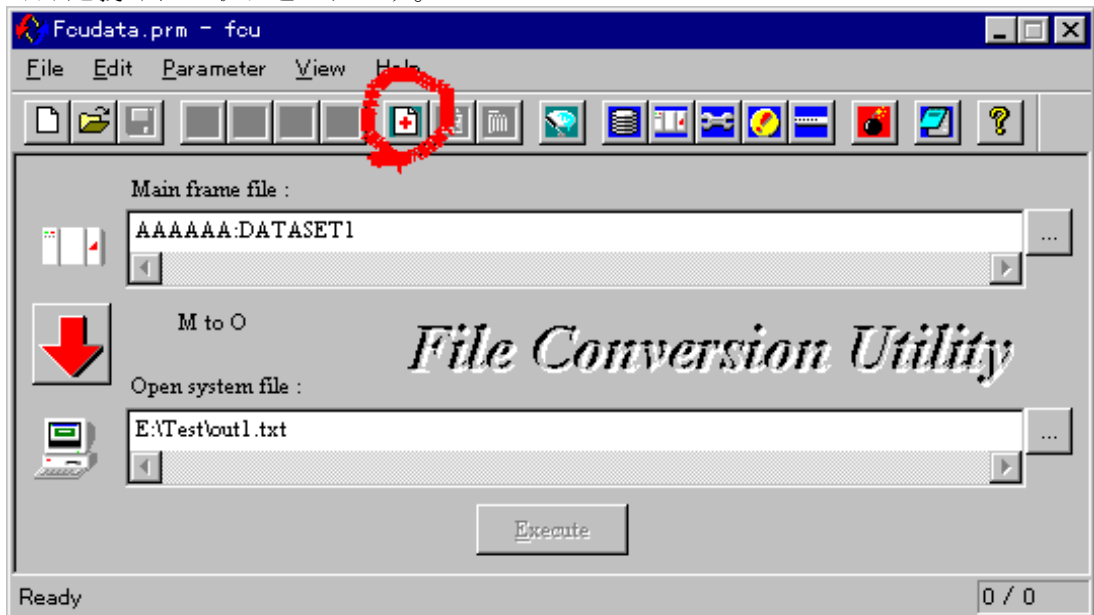 Fcudata.prm - fcu
File Edit Parameter View Help
Main frame file :
AAAAAA:DATASET1
...
M to O
File Conversion Utility
Open system file :
E:\Test\out1.txt
...
Execute
Ready
0 / 0